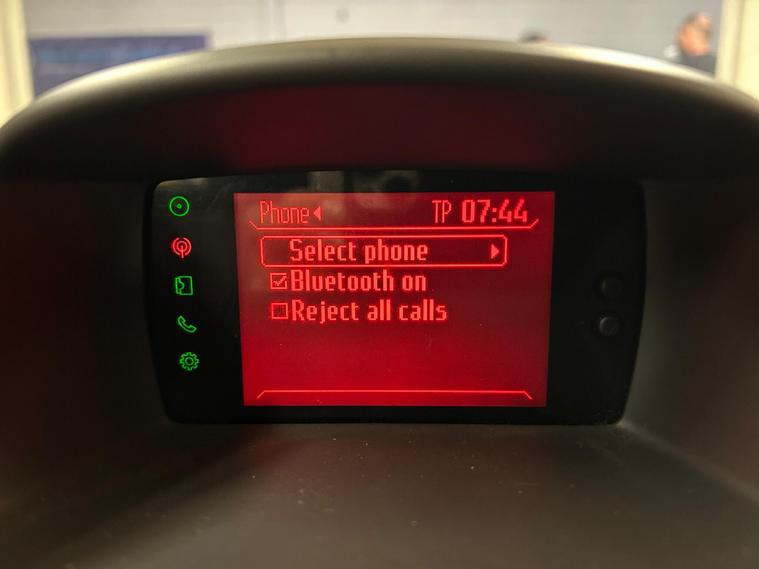 Phone
TP 07:44
Select phone
Bluetooth on
Reject all calls